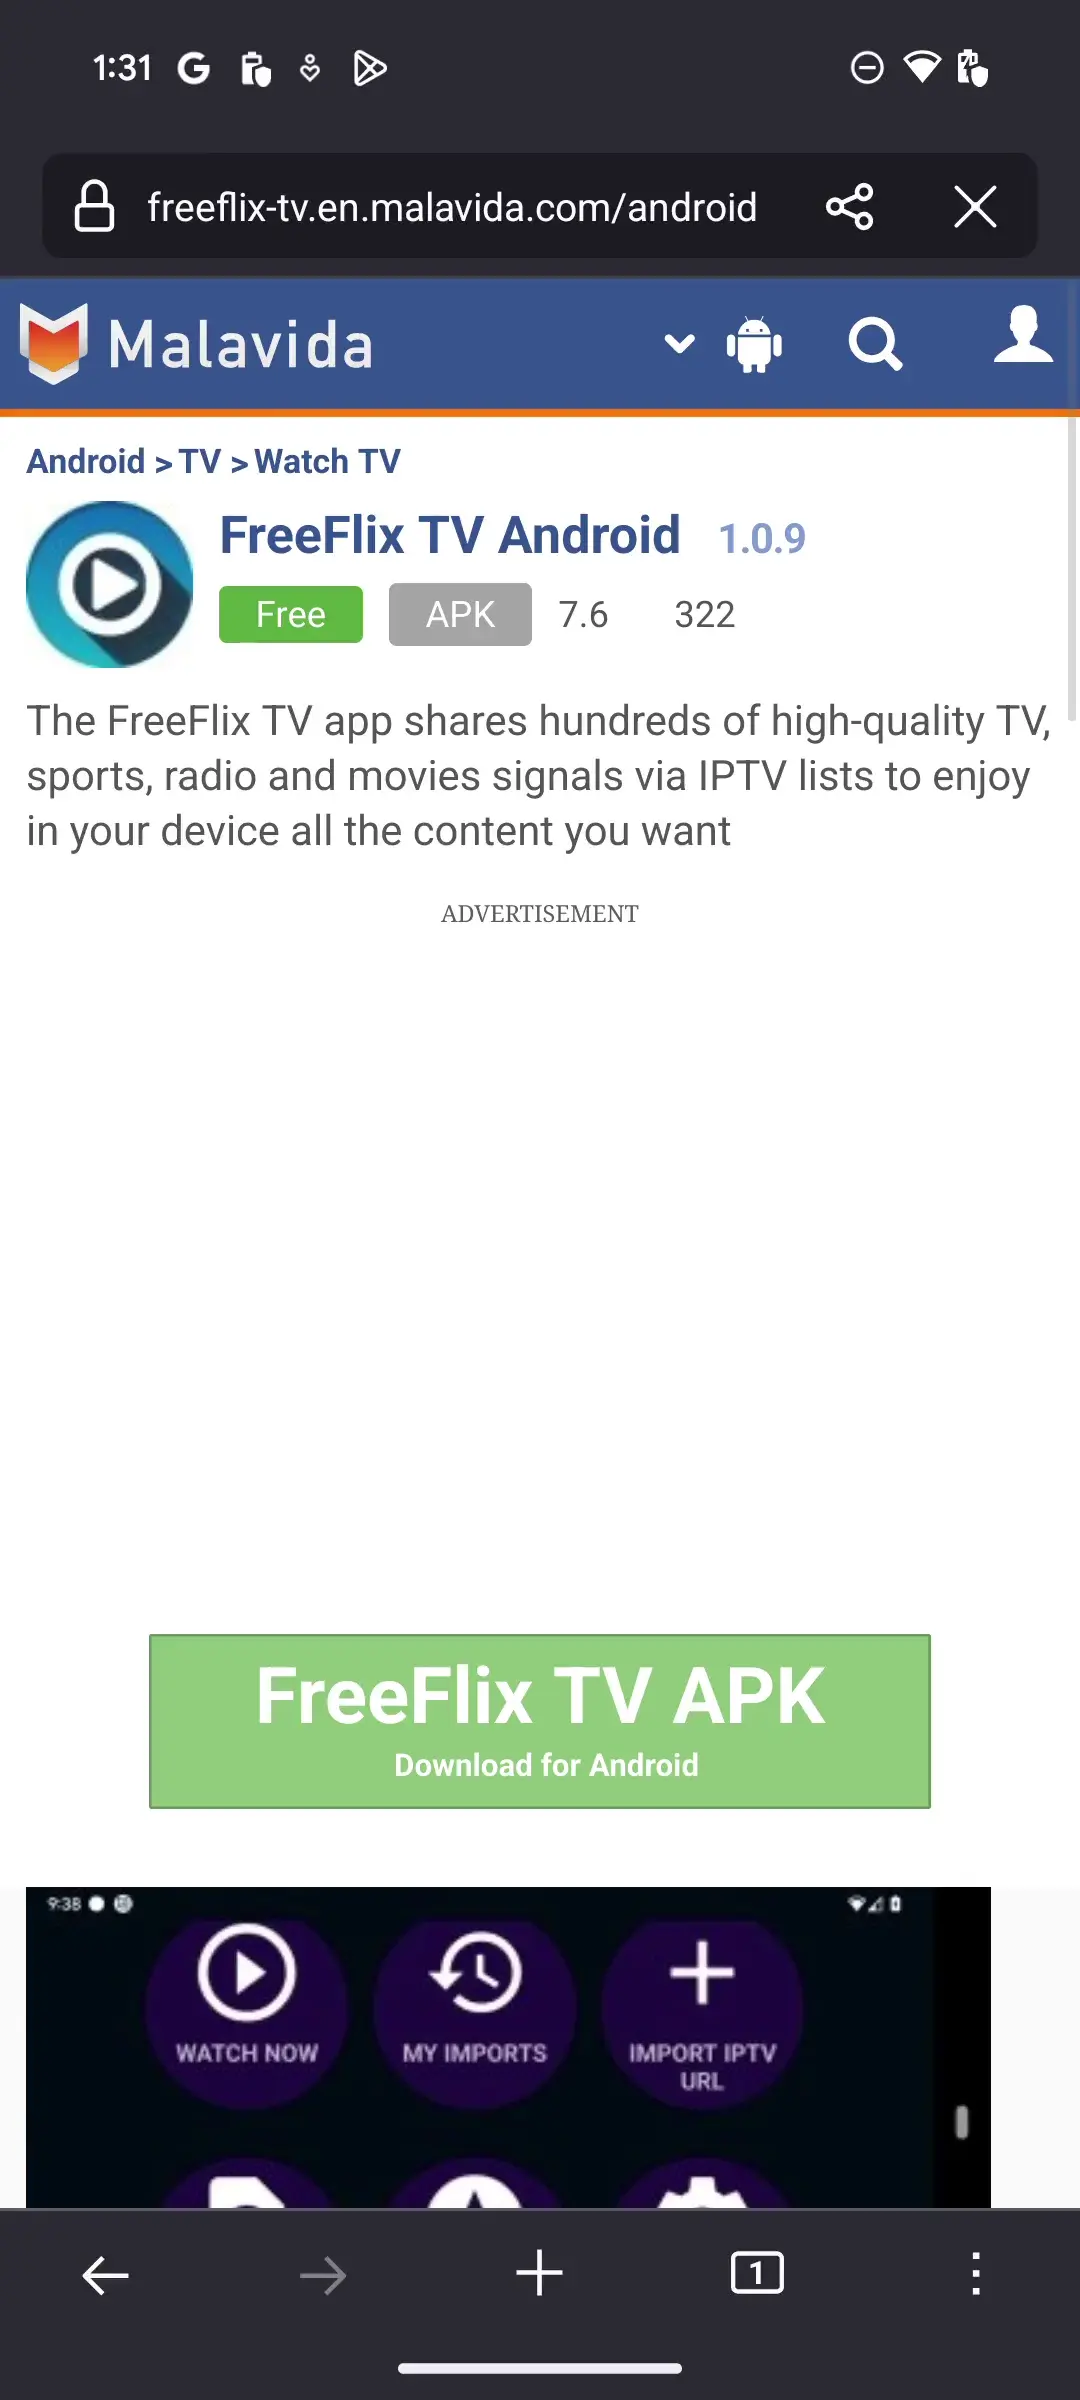 1:31
freeflix-tv.en.malavida.com/android
Malavida
Android > TV > Watch TV
FreeFlix TV Android 1.0.9
Free APK 7.6 322
The FreeFlix TV app shares hundreds of high-quality TV,
sports, radio and movies signals via IPTV lists to enjoy
in your device all the content you want
ADVERTISEMENT
FreeFlix TV APK
Download for Android
9:38
WATCH NOW MY IMPORTS IMPORT IPTV
URL
1